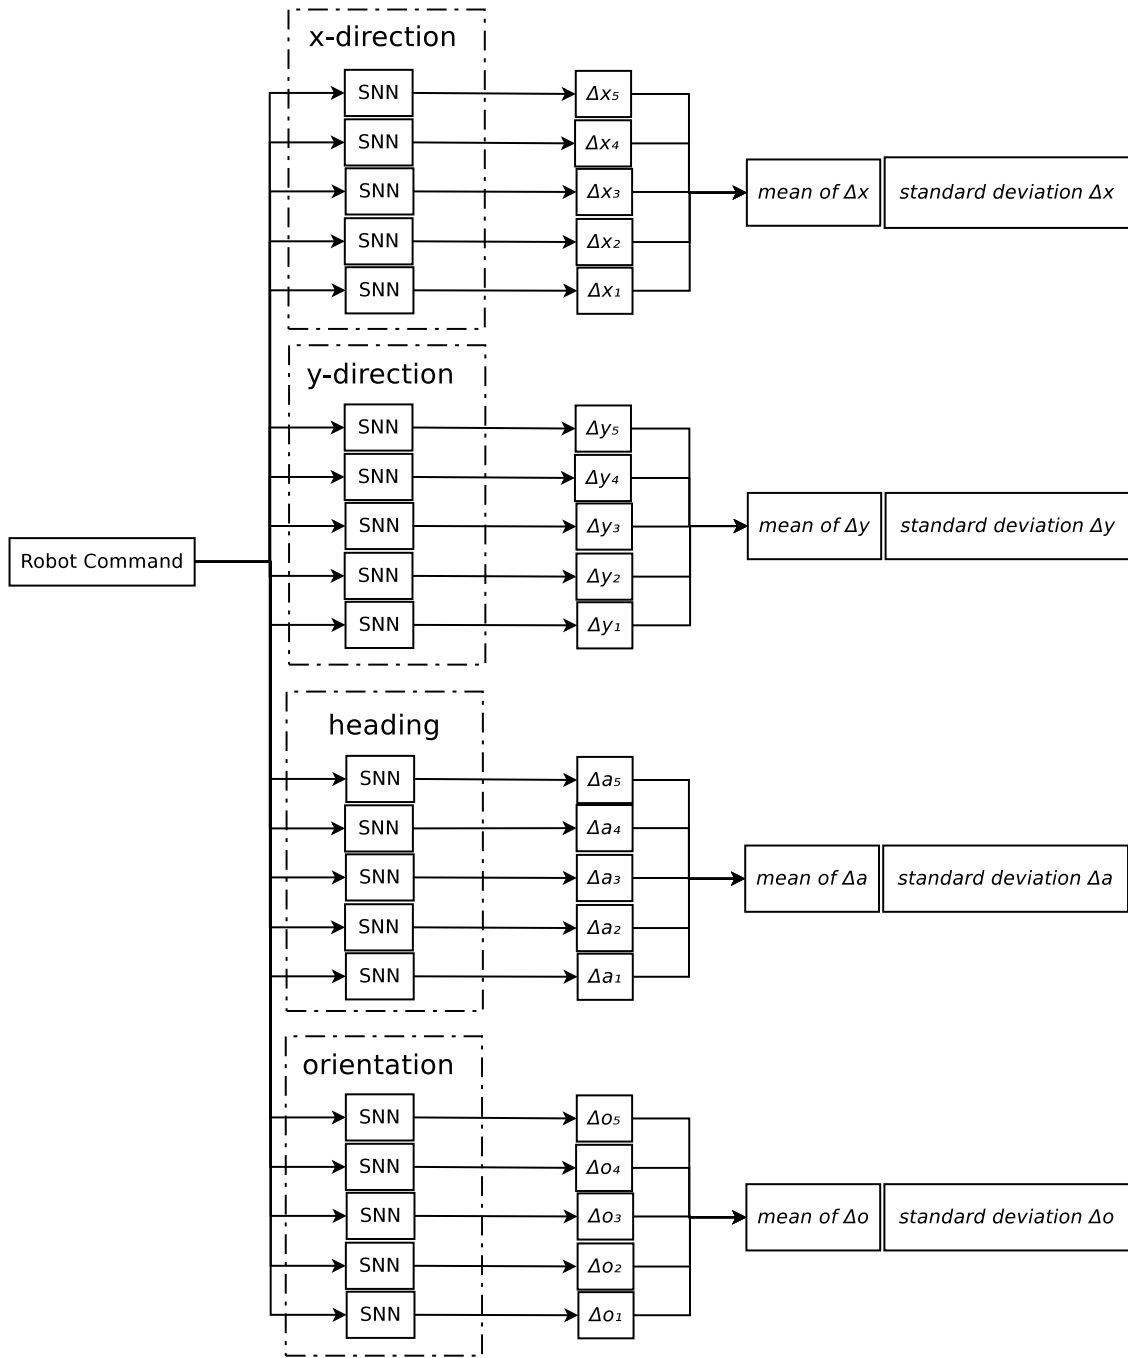 x-direction
SNN
Δx₅
SNN
Δx₄
SNN
Δx₃
mean of Δx
standard deviation Δx
SNN
Δx₂
SNN
Δx₁
y-direction
SNN
Δy₅
SNN
Δy₄
SNN
Δy₃
mean of Δy
standard deviation Δy
Robot Command
SNN
Δy₂
SNN
Δy₁
heading
SNN
Δa₅
SNN
Δa₄
SNN
Δa₃
mean of Δa
standard deviation Δa
SNN
Δa₂
SNN
Δa₁
orientation
SNN
Δo₅
SNN
Δo₄
SNN
Δo₃
mean of Δo
standard deviation Δo
SNN
Δo₂
SNN
Δo₁